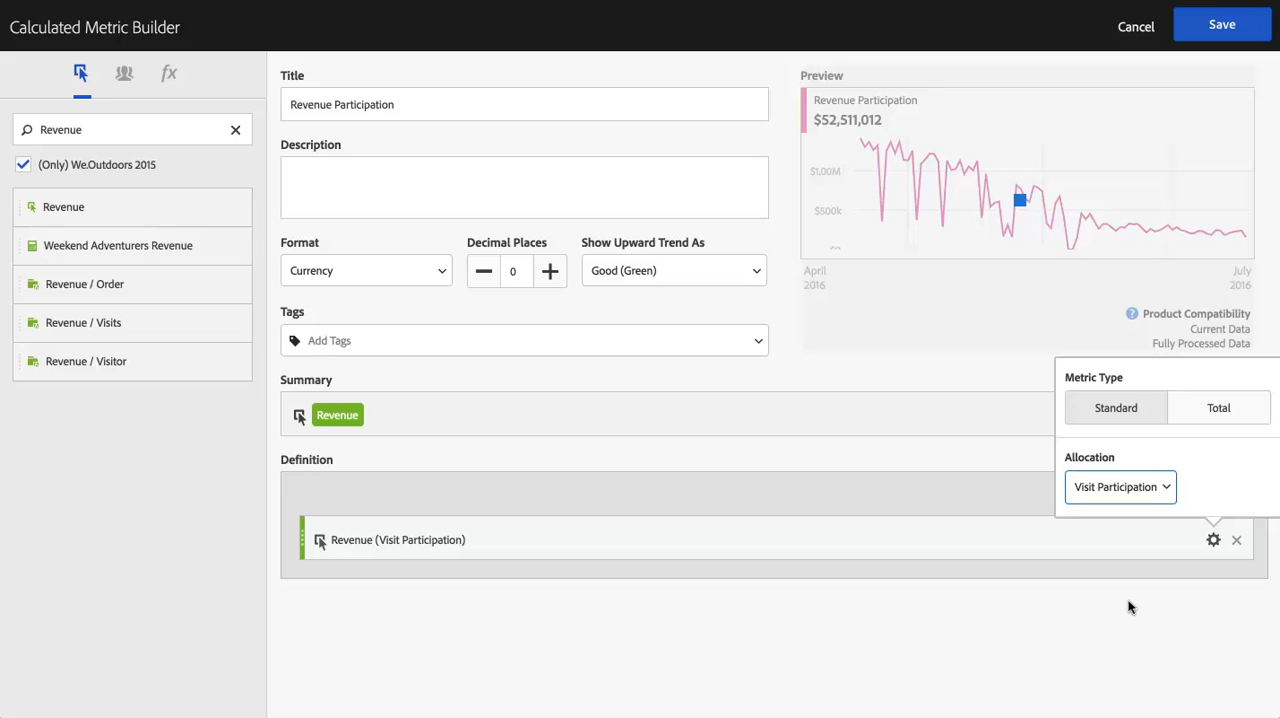 Calculated Metric Builder
Cancel
Save
fx
Revenue
(Only) We.Outdoors 2015
Revenue
Weekend Adventurers Revenue
Revenue / Order
Revenue / Visits
Revenue / Visitor
Title
Revenue Participation
Description
Format
Decimal Places
Show Upward Trend As
Currency
0
Good (Green)
Tags
Add Tags
Summary
Revenue
Definition
Revenue (Visit Participation)
Preview
Revenue Participation
$52,511,012
$1,00M
$500k
$0
April
2016
July
2016
Product Compatibility
Current Data
Fully Processed Data
Metric Type
Standard
Total
Allocation
Visit Participation